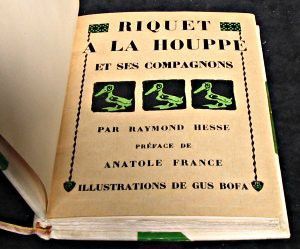 RIQUET
A LA HOUPPE
ET SES COMPAGNONS
PAR RAYMOND HESSE
PRÉFACE DE
ANATOLE FRANCE
ILLUSTRATIONS DE GUS BOFA